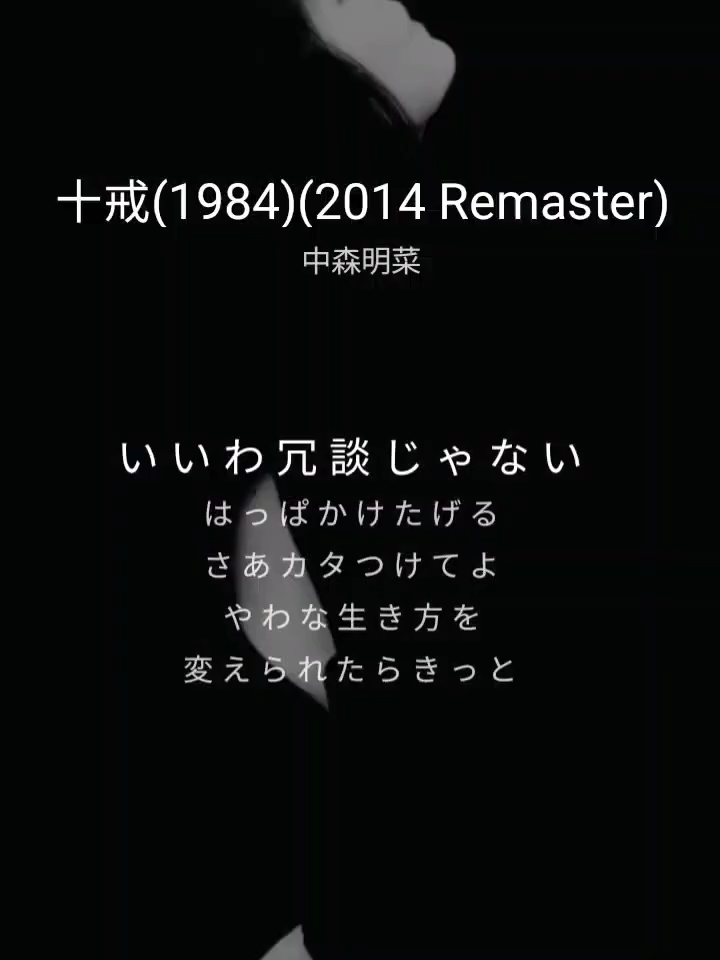 十戒(1984)(2014 Remaster)
中森明菜
いいわ冗談じゃない
はっぱかけたげる
さあカタつけてよ
やわな生き方を
変えられたらきっと